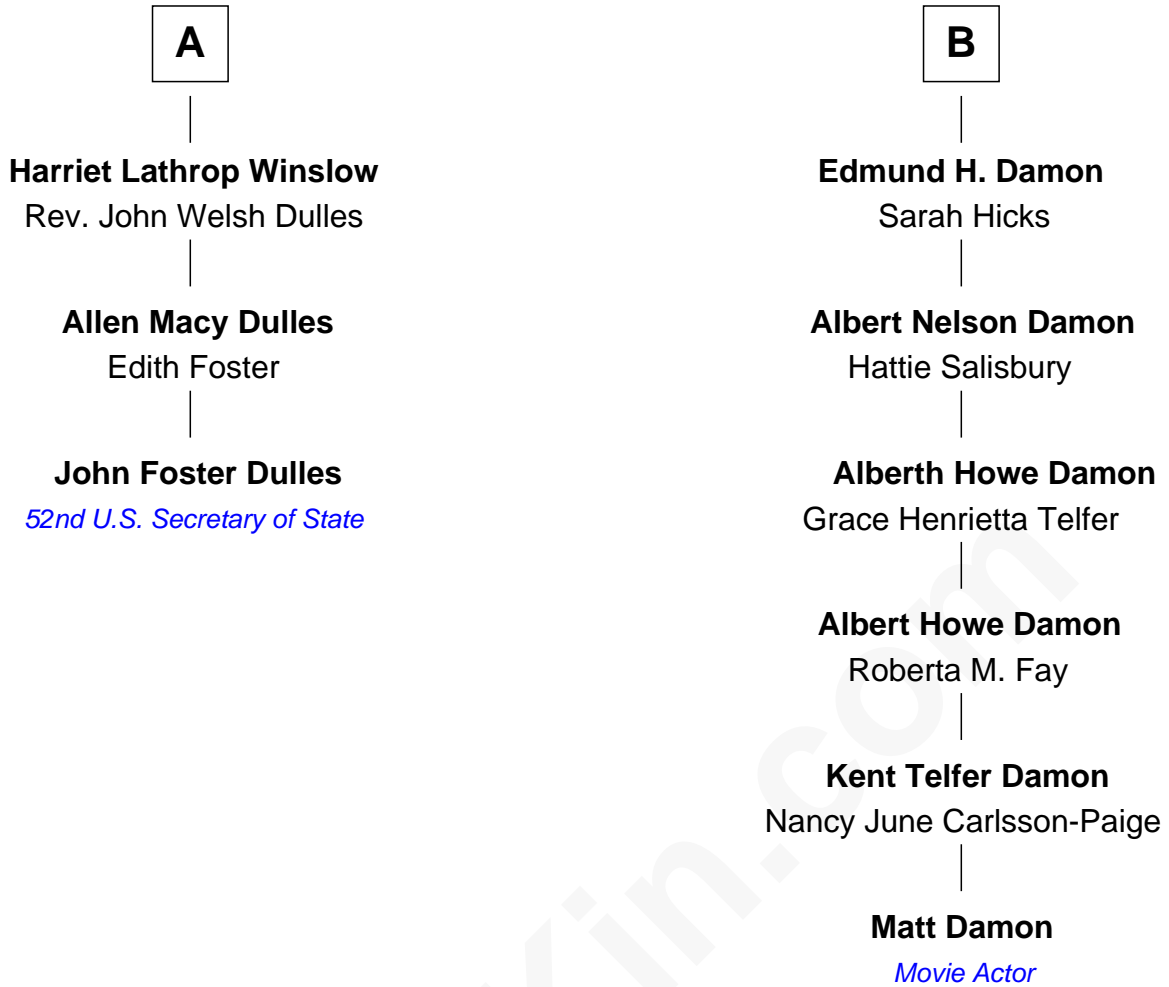 A
Harriet Lathrop Winslow
Rev. John Welsh Dulles
Allen Macy Dulles
Edith Foster
John Foster Dulles
52nd U.S. Secretary of State
B
Edmund H. Damon
Sarah Hicks
Albert Nelson Damon
Hattie Salisbury
Alberth Howe Damon
Grace Henrietta Telfer
Albert Howe Damon
Roberta M. Fay
Kent Telfer Damon
Nancy June Carlsson-Paige
Matt Damon
Movie Actor
Kin.com